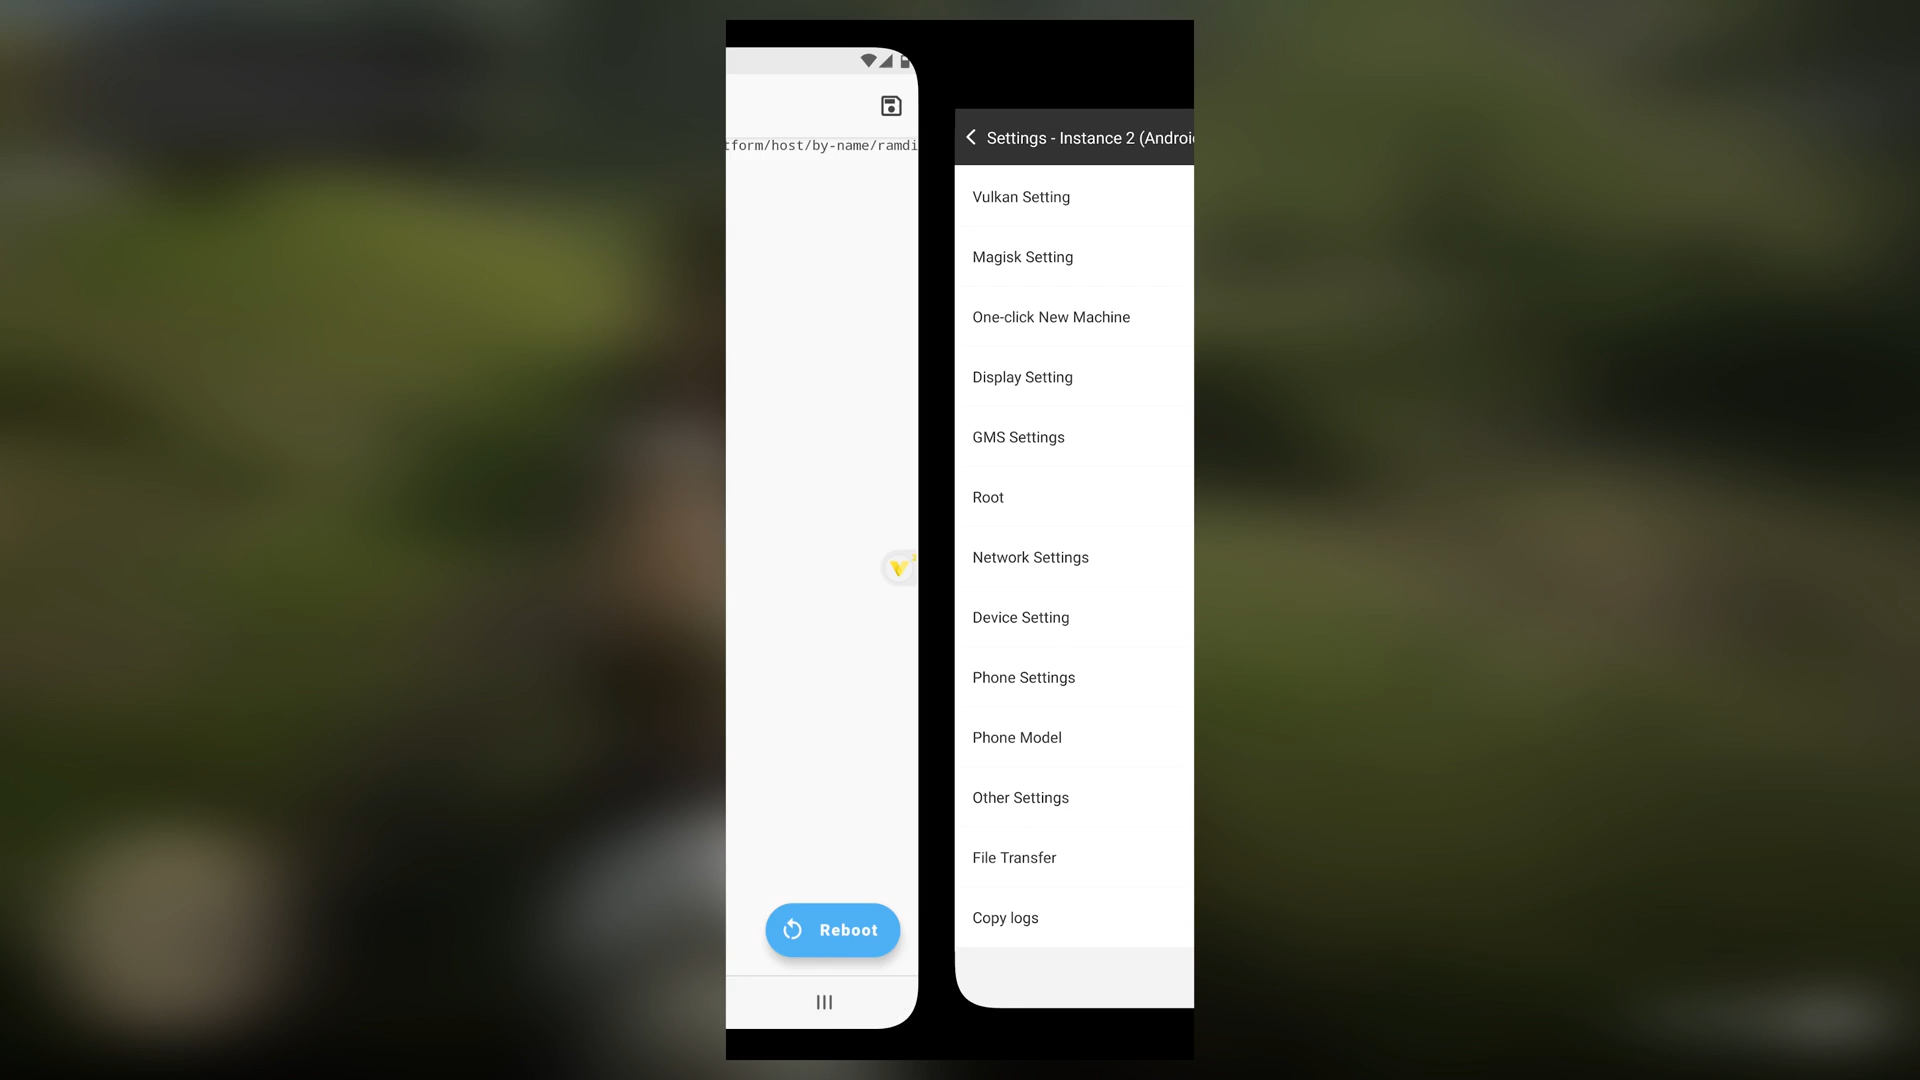 tform/host/by-name/ramdi
Reboot
Settings - Instance 2 (Androi
Vulkan Setting
Magisk Setting
One-click New Machine
Display Setting
GMS Settings
Root
Network Settings
Device Setting
Phone Settings
Phone Model
Other Settings
File Transfer
Copy logs